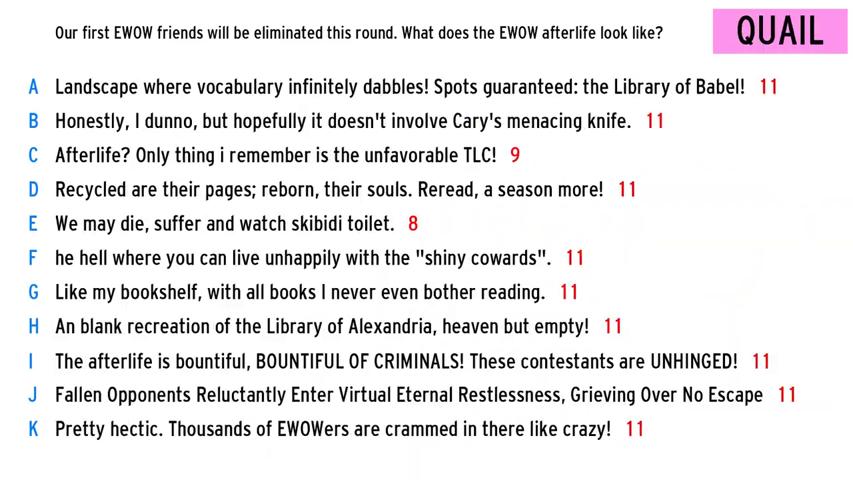 Our first EWOW friends will be eliminated this round. What does the EWOW afterlife look like?
QUAIL
A Landscape where vocabulary infinitely dabbles! Spots guaranteed: the Library of Babel! 11
B Honestly, I dunno, but hopefully it doesn't involve Cary's menacing knife. 11
C Afterlife? Only thing i remember is the unfavorable TLC! 9
D Recycled are their pages; reborn, their souls. Reread, a season more! 11
E We may die, suffer and watch skibidi toilet. 8
F he hell where you can live unhappily with the "shiny cowards". 11
G Like my bookshelf, with all books I never even bother reading. 11
H An blank recreation of the Library of Alexandria, heaven but empty! 11
I The afterlife is bountiful, BOUNTIFUL OF CRIMINALS! These contestants are UNHINGED! 11
J Fallen Opponents Reluctantly Enter Virtual Eternal Restlessness, Grieving Over No Escape 11
K Pretty hectic. Thousands of EWOWers are crammed in there like crazy! 11